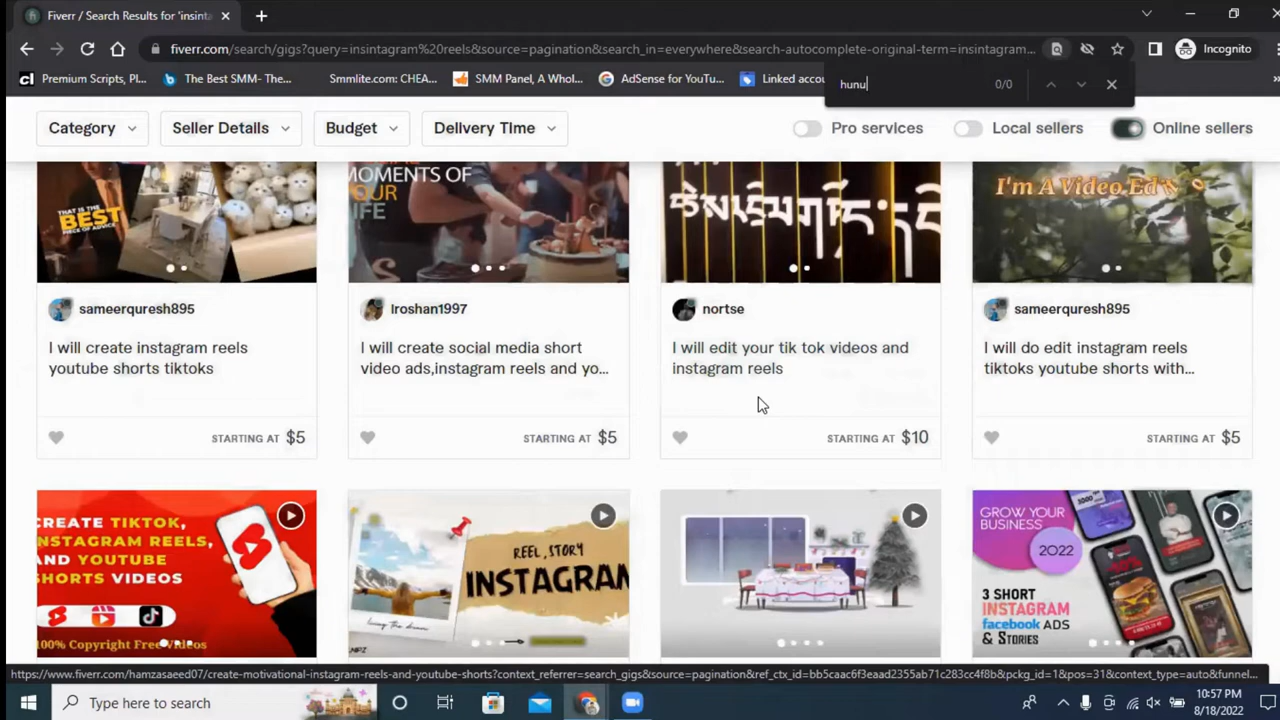 Fiverr / Search Results for 'insinta
Incognito
fiverr.com/search/gigs?query=insintagram%20reels&source=pagination&search_in=everywhere&search-autocomplete-original-term=insintagram...
Premium Scripts, Pl...
The Best SMM- The...
Smmlite.com: CHEA...
SMM Panel, A Whol...
AdSense for YouTu...
Linked accou
hunu
0/0
Category
Seller Details
Budget
Delivery Time
Pro services
Local sellers
Online sellers
THAT IS THE
BEST
PIECE OF ADVICE
MOMENTS OF
YOUR
LIFE
I'm A Video Ed
sameerquresh895
lroshan1997
nortse
sameerquresh895
I will create instagram reels
youtube shorts tiktoks
I will create social media short
video ads,instagram reels and yo...
I will edit your tik tok videos and
instagram reels
I will do edit instagram reels
tiktoks youtube shorts with...
STARTING AT $5
STARTING AT $5
STARTING AT $10
STARTING AT $5
CREATE TIKTOK,
INSTAGRAM REELS,
AND YOUTUBE
SHORTS VIDEOS
100% Copyright Free Videos
REEL, STORY
INSTAGRAM
GROW YOUR
BUSINESS
2022
3 SHORT
INSTAGRAM
facebook ADS
& STORIES
https://www.fiverr.com/hamzasaeed07/create-motivational-instagram-reels-and-youtube-shorts?context_referrer=search_gigs&source=pagination&ref_ctx_id=bb5caac6f3eaad2355ab71c283cc4f8b&pckg_id=1&pos=31&context_type=auto&funnel...
Type here to search
10:57 PM
8/18/2022